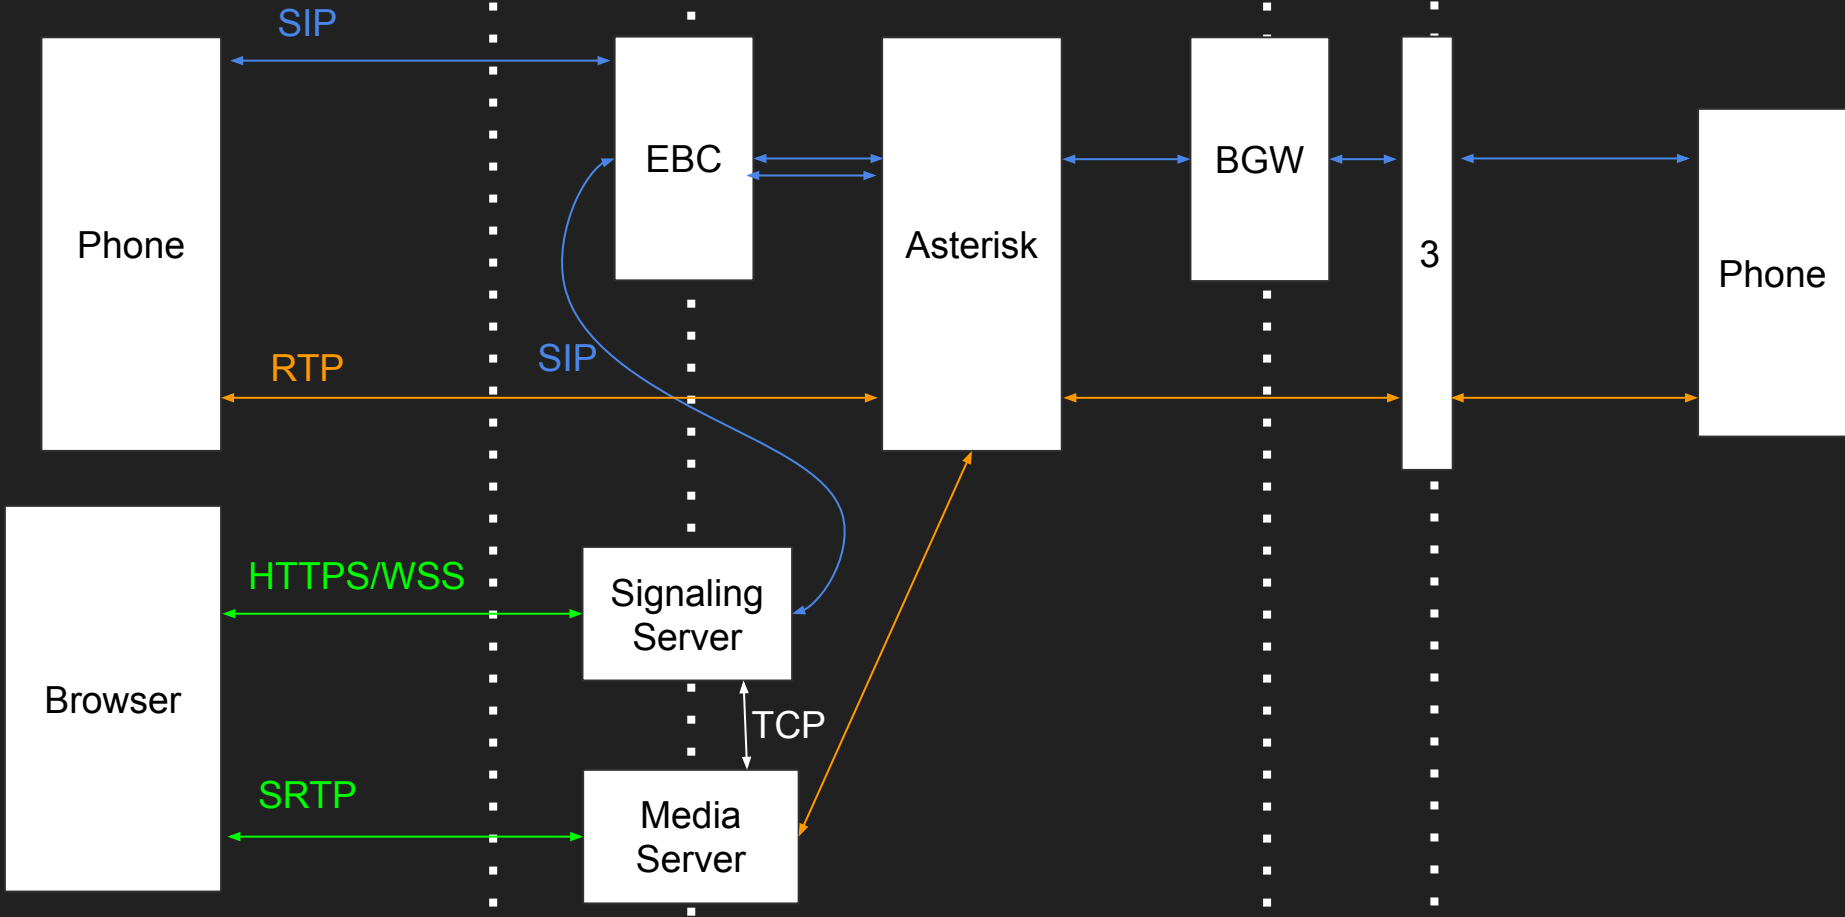 SIP
Phone
EBC
Asterisk
BGW
3
Phone
SIP
RTP
HTTPS/WSS
Signaling
Server
Browser
TCP
SRTP
Media
Server